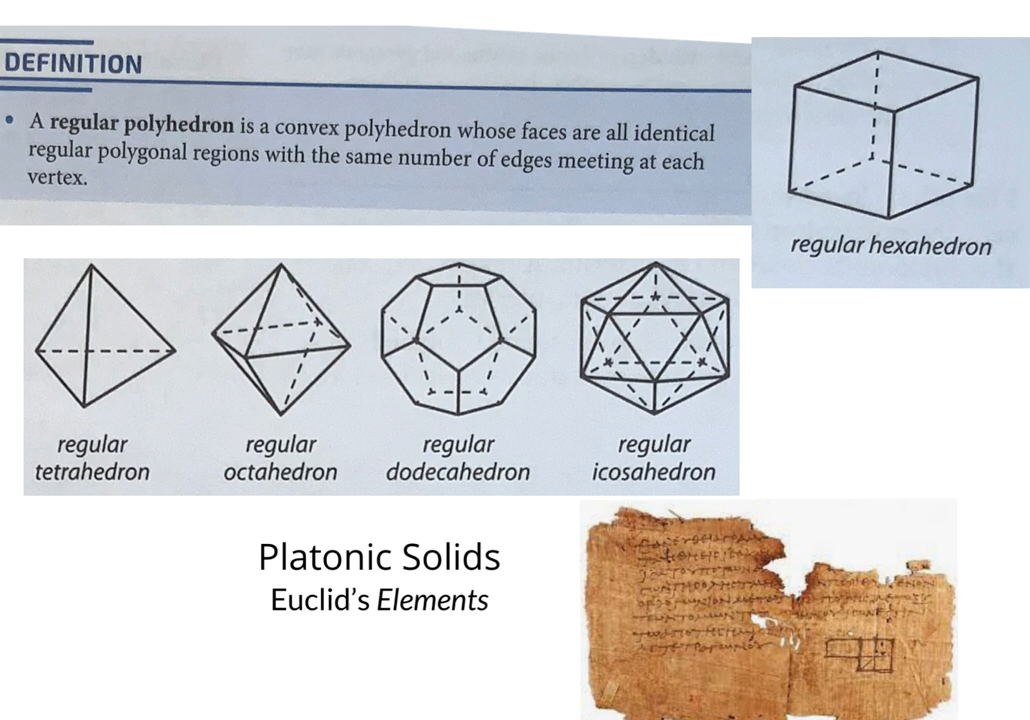 DEFINITION
• A regular polyhedron is a convex polyhedron whose faces are all identical
regular polygonal regions with the same number of edges meeting at each
vertex.
regular hexahedron
regular
tetrahedron
regular
octahedron
regular
dodecahedron
regular
icosahedron
Platonic Solids
Euclid’s Elements